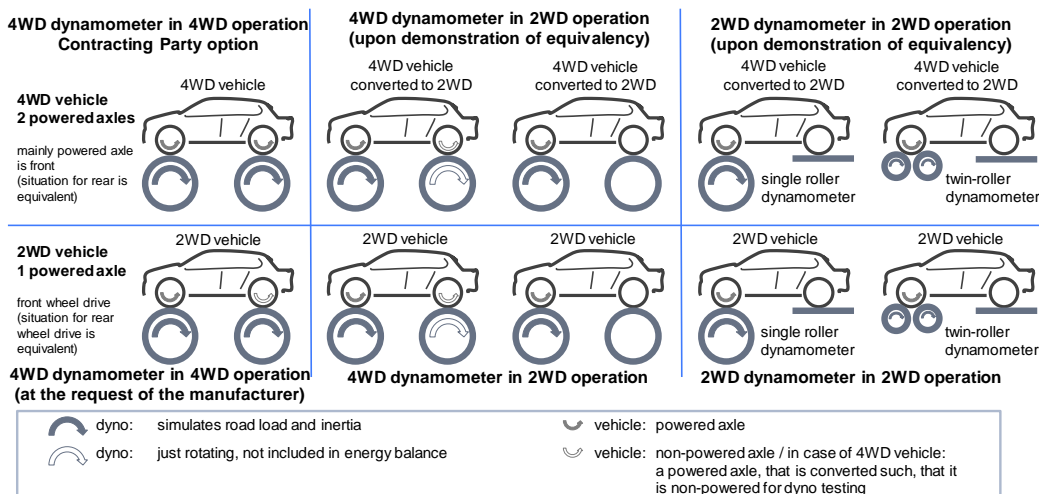 4WD dynamometer in 4WD operation
Contracting Party option
4WD dynamometer in 2WD operation
(upon demonstration of equivalency)
2WD dynamometer in 2WD operation
(upon demonstration of equivalency)
4WD vehicle
2 powered axles
mainly powered axle
is front
(situation for rear is
equivalent)
4WD vehicle
4WD vehicle
converted to 2WD
4WD vehicle
converted to 2WD
4WD vehicle
converted to 2WD
4WD vehicle
converted to 2WD
single roller
dynamometer
twin-roller
dynamometer
2WD vehicle
1 powered axle
front wheel drive
(situation for rear
wheel drive is
equivalent)
2WD vehicle
2WD vehicle
2WD vehicle
2WD vehicle
2WD vehicle
single roller
dynamometer
twin-roller
dynamometer
4WD dynamometer in 4WD operation
(at the request of the manufacturer)
4WD dynamometer in 2WD operation
2WD dynamometer in 2WD operation
dyno: simulates road load and inertia
dyno: just rotating, not included in energy balance
vehicle: powered axle
vehicle: non-powered axle / in case of 4WD vehicle:
a powered axle, that is converted such, that it
is non-powered for dyno testing